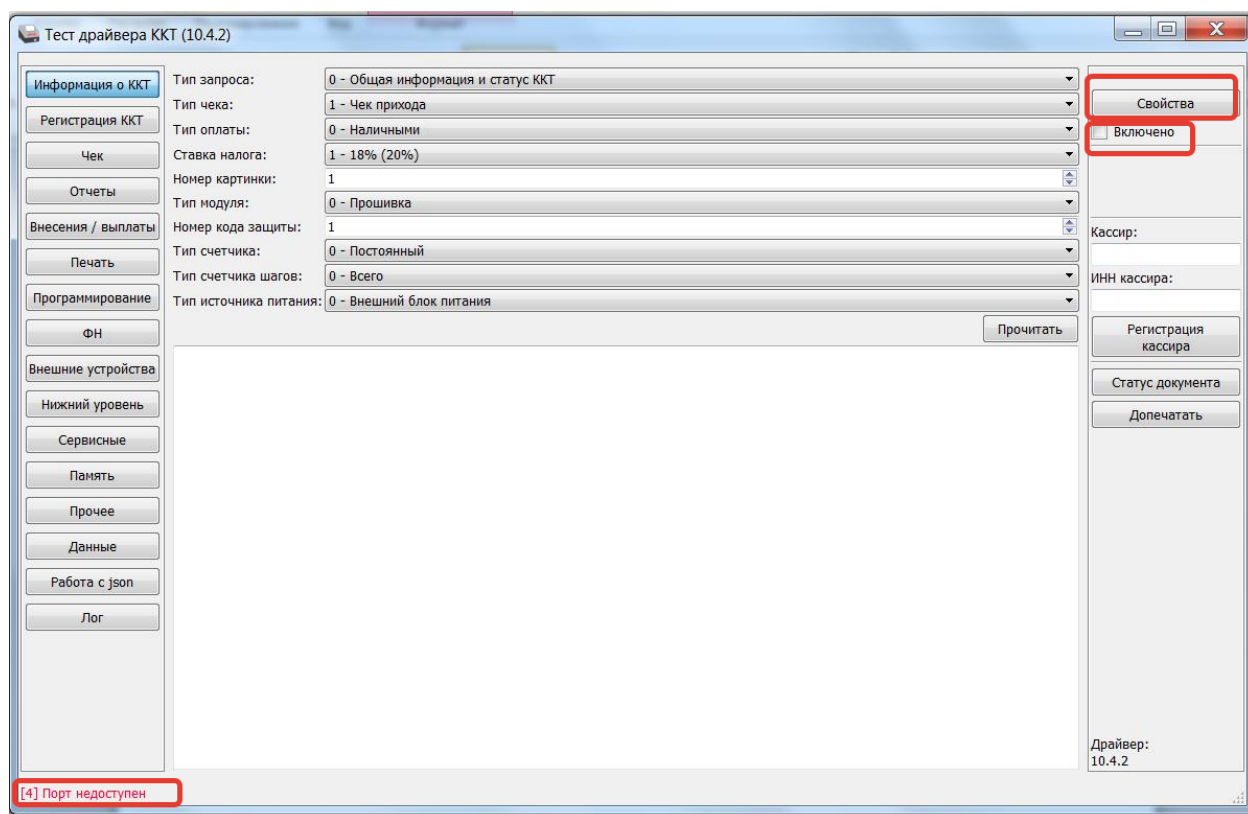 Тест драйвера ККТ (10.4.2)
Информация о ККТ
Регистрация ККТ
Чек
Отчеты
Внесения / выплаты
Печать
Программирование
ФН
Внешние устройства
Нижний уровень
Сервисные
Память
Прочее
Данные
Работа с json
Лог
Тип запроса: 0 - Общая информация и статус ККТ
Тип чека: 1 - Чек прихода
Тип оплаты: 0 - Наличными
Ставка налога: 1 - 18% (20%)
Номер картинки: 1
Тип модуля: 0 - Прошивка
Номер кода защиты: 1
Тип счетчика: 0 - Постоянный
Тип счетчика шагов: 0 - Всего
Тип источника питания: 0 - Внешний блок питания
Прочитать
Свойства
Включено
Кассир:
ИНН кассира:
Регистрация
кассира
Статус документа
Допечатать
Драйвер:
10.4.2
[4] Порт недоступен